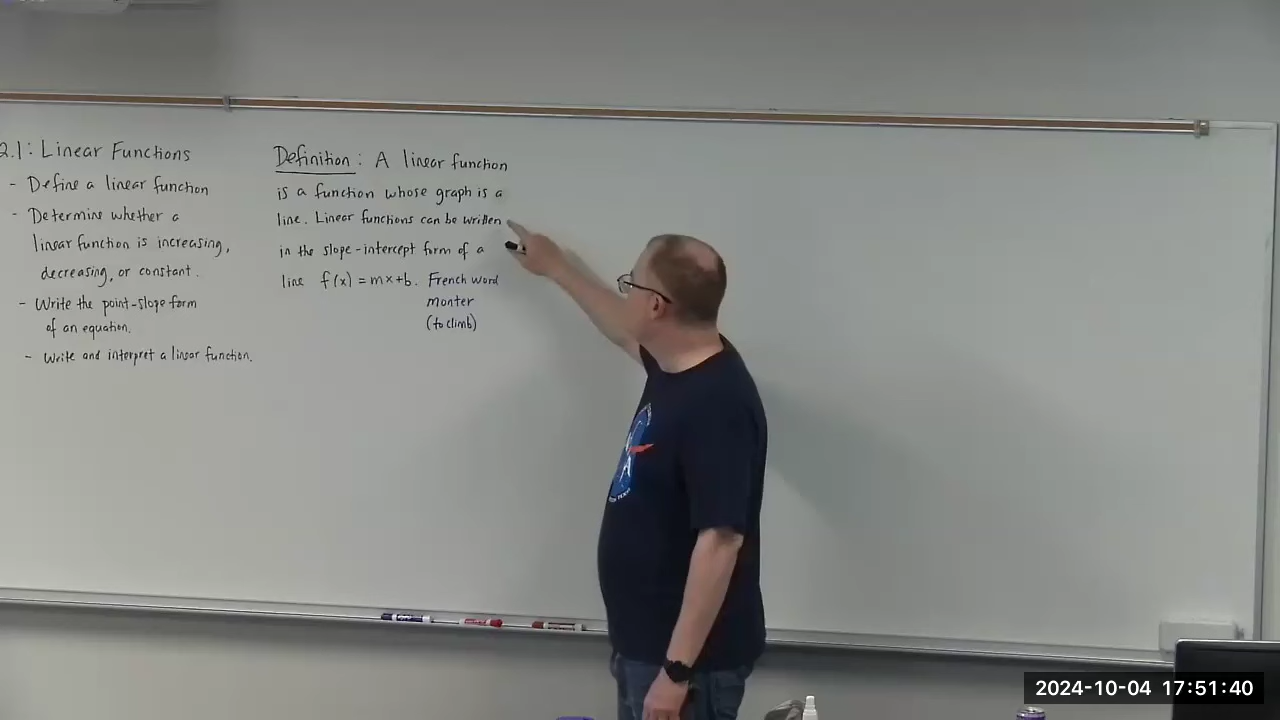 2.1: Linear Functions
- Define a linear function
- Determine whether a
linear function is increasing,
decreasing, or constant.
- Write the point-slope form
of an equation.
- Write and interpret a linear function.
Definition: A linear function
is a function whose graph is a
line. Linear functions can be written
in the slope-intercept form of a
line f(x) = mx+b. French word
monter
(to climb)
2024-10-04 17:51:40